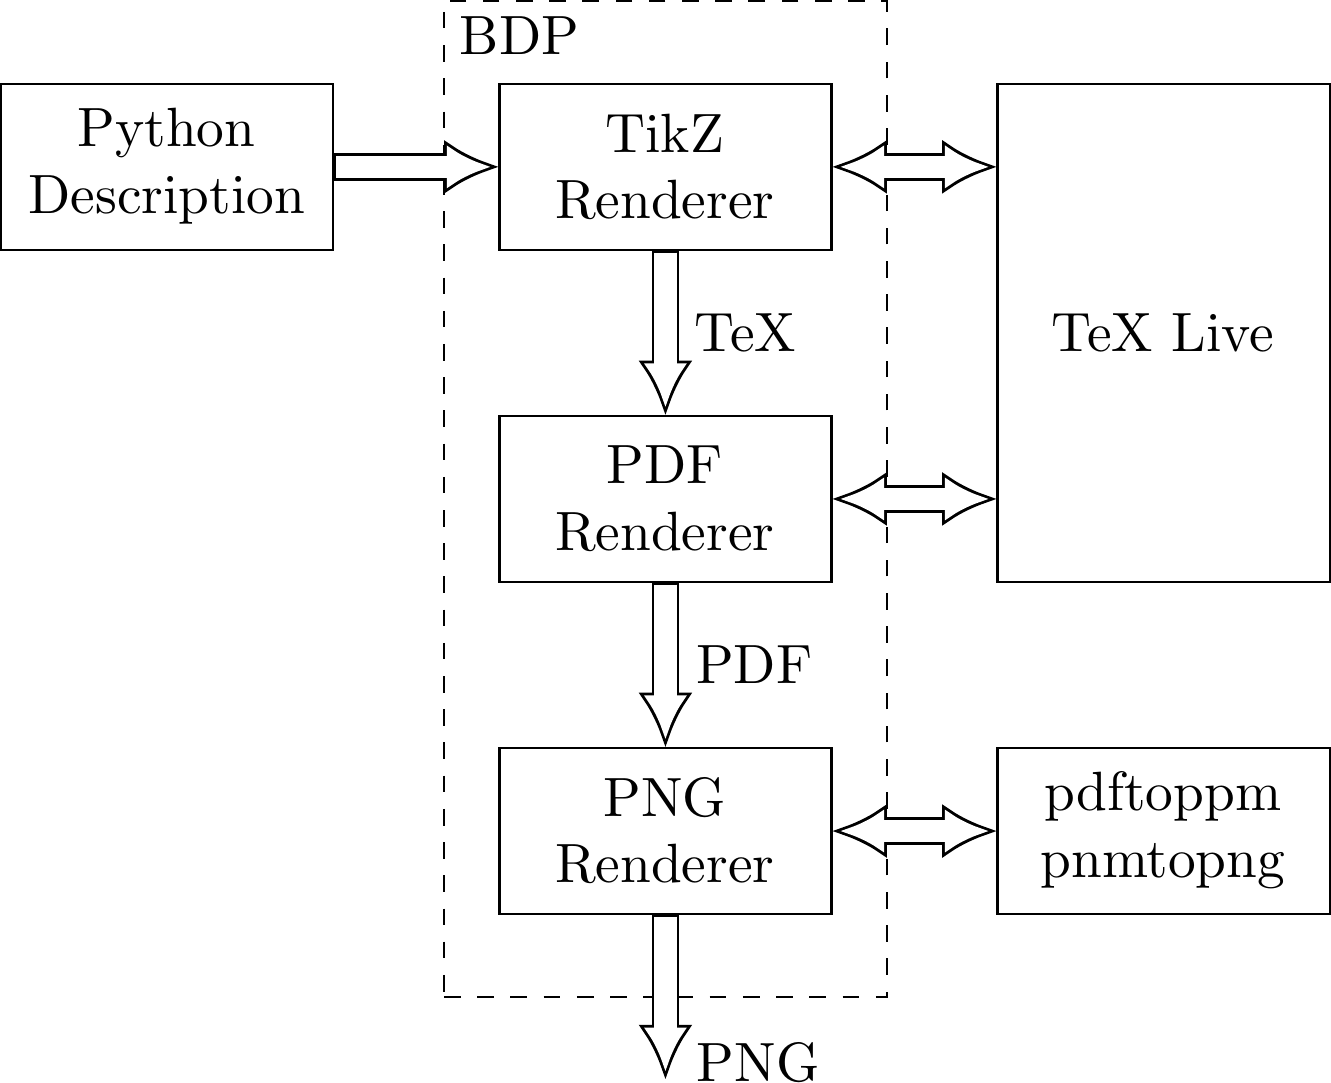 BDP
Python
Description
TikZ
Renderer
TeX
TeX Live
PDF
Renderer
PDF
PNG
Renderer
pdftoppm
pnmtopng
PNG